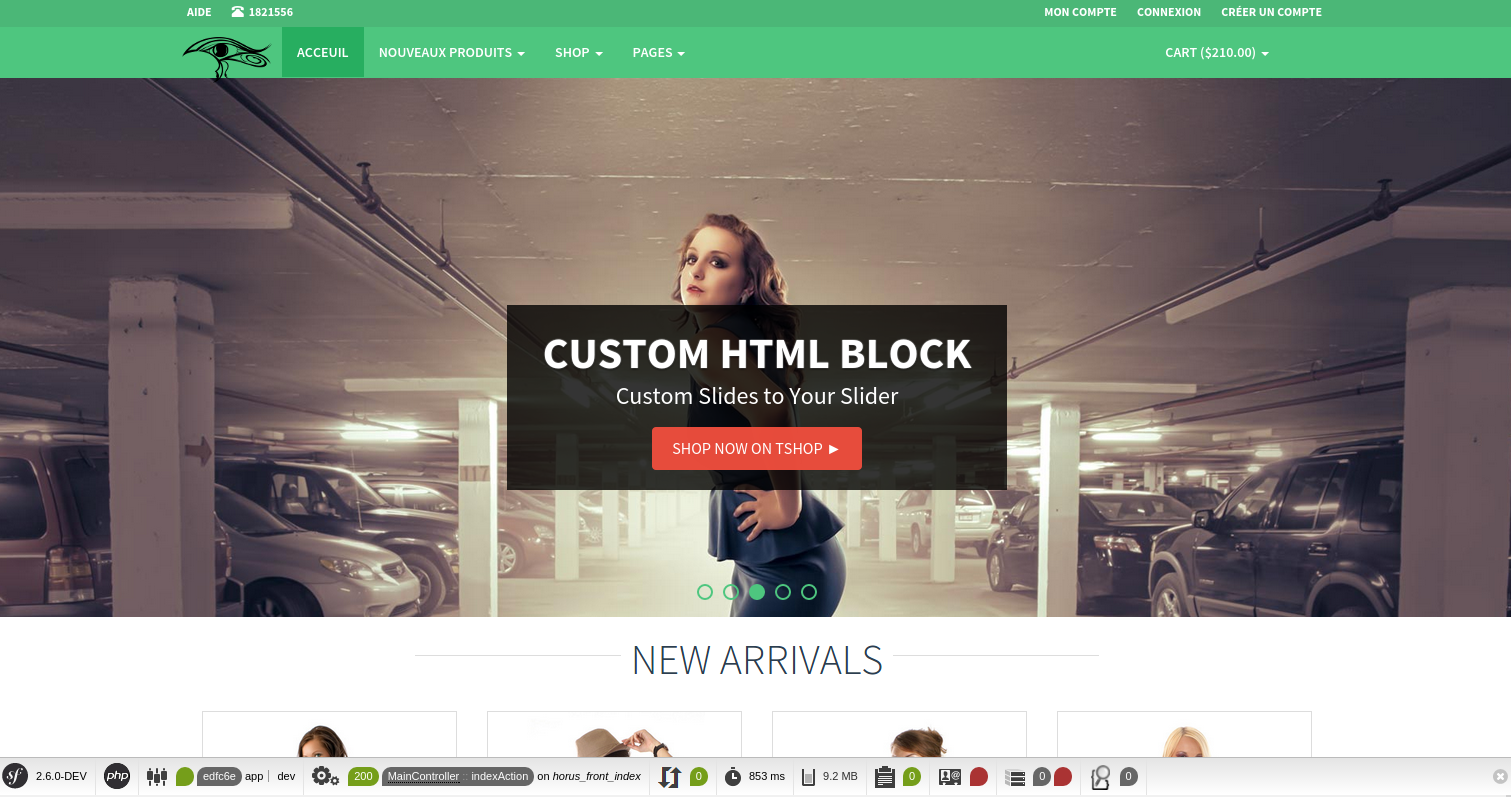 AIDE 1821556 MON COMPTE CONNEXION CRÉER UN COMPTE
ACCEUIL NOUVEAUX PRODUITS SHOP PAGES CART ($210.00)
CUSTOM HTML BLOCK
Custom Slides to Your Slider
SHOP NOW ON TSHOP ►
NEW ARRIVALS
sf 2.6.0-DEV php edfc6e app | dev 200 MainController :: indexAction on horus_front_index 0 853 ms 9.2 MB 0 0 0